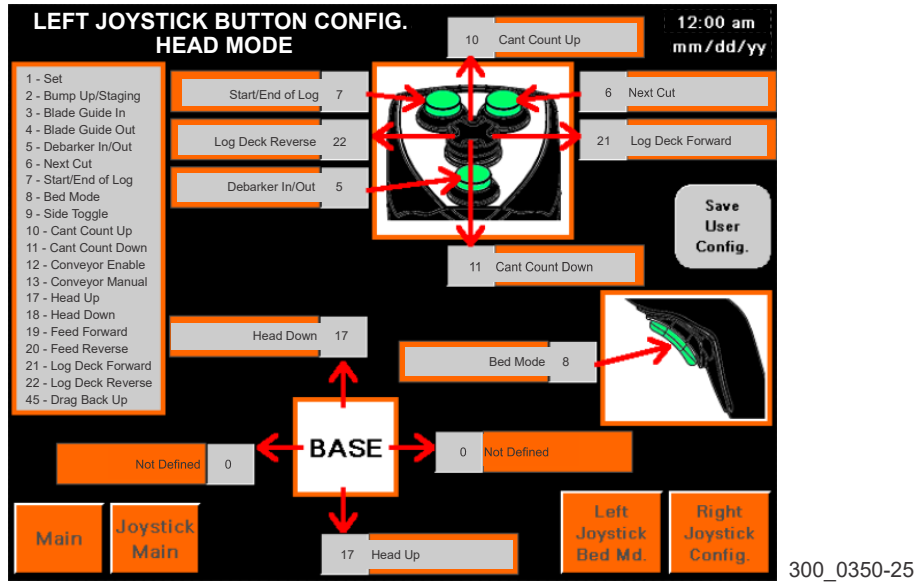 LEFT JOYSTICK BUTTON CONFIG.
HEAD MODE
12:00 am
mm/dd/yy
10 Cant Count Up
1 - Set
2 - Bump Up/Staging
3 - Blade Guide In
4 - Blade Guide Out
5 - Debarker In/Out
6 - Next Cut
7 - Start/End of Log
8 - Bed Mode
9 - Side Toggle
10 - Cant Count Up
11 - Cant Count Down
12 - Conveyor Enable
13 - Conveyor Manual
17 - Head Up
18 - Head Down
19 - Feed Forward
20 - Feed Reverse
21 - Log Deck Forward
22 - Log Deck Reverse
45 - Drag Back Up
Start/End of Log 7
6 Next Cut
Log Deck Reverse 22
21 Log Deck Forward
Debarker In/Out 5
Save
User
Config.
11 Cant Count Down
Head Down 17
Bed Mode 8
BASE
Not Defined 0
0 Not Defined
17 Head Up
Main
Joystick
Main
Left
Joystick
Bed Md.
Right
Joystick
Config.
300_0350-25